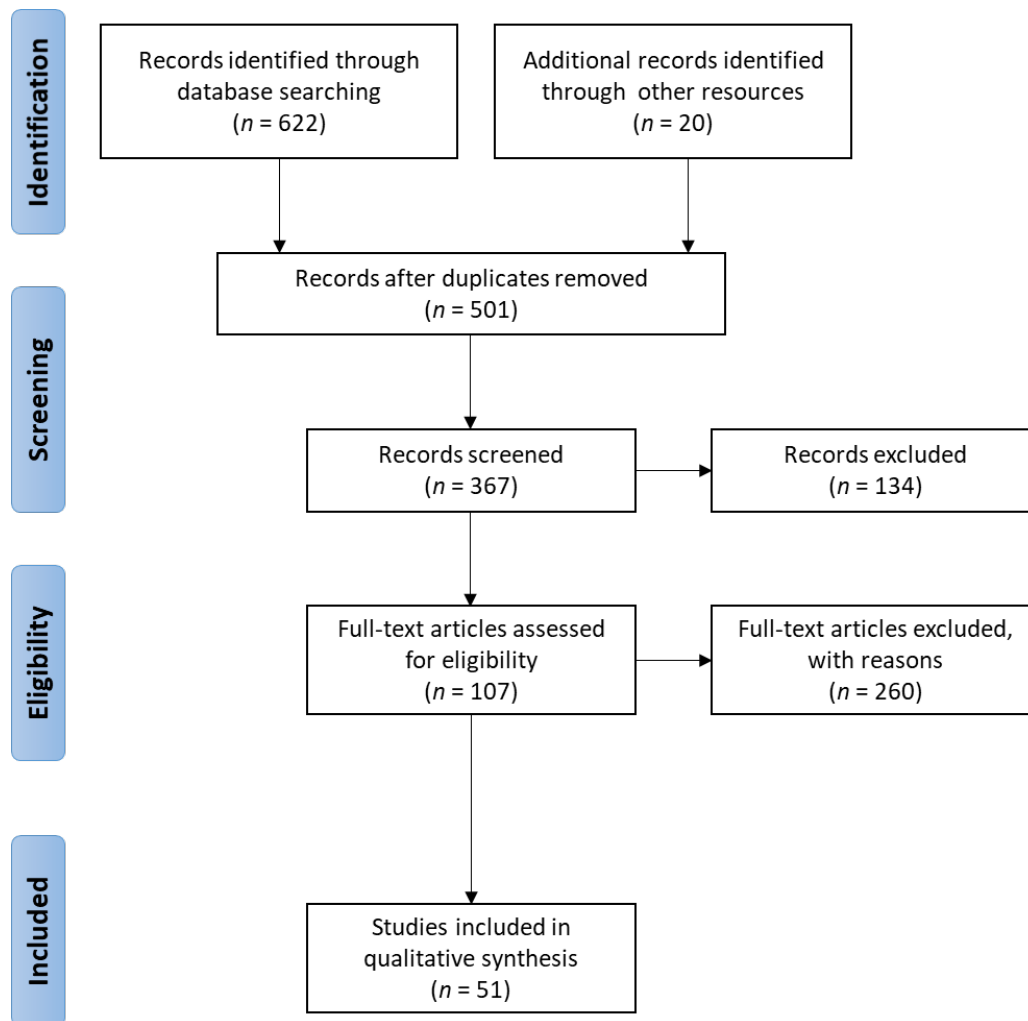 Identification
Records identified through
database searching
(n = 622)
Additional records identified
through other resources
(n = 20)
Records after duplicates removed
(n = 501)
Screening
Records screened
(n = 367)
Records excluded
(n = 134)
Eligibility
Full-text articles assessed
for eligibility
(n = 107)
Full-text articles excluded,
with reasons
(n = 260)
Included
Studies included in
qualitative synthesis
(n = 51)